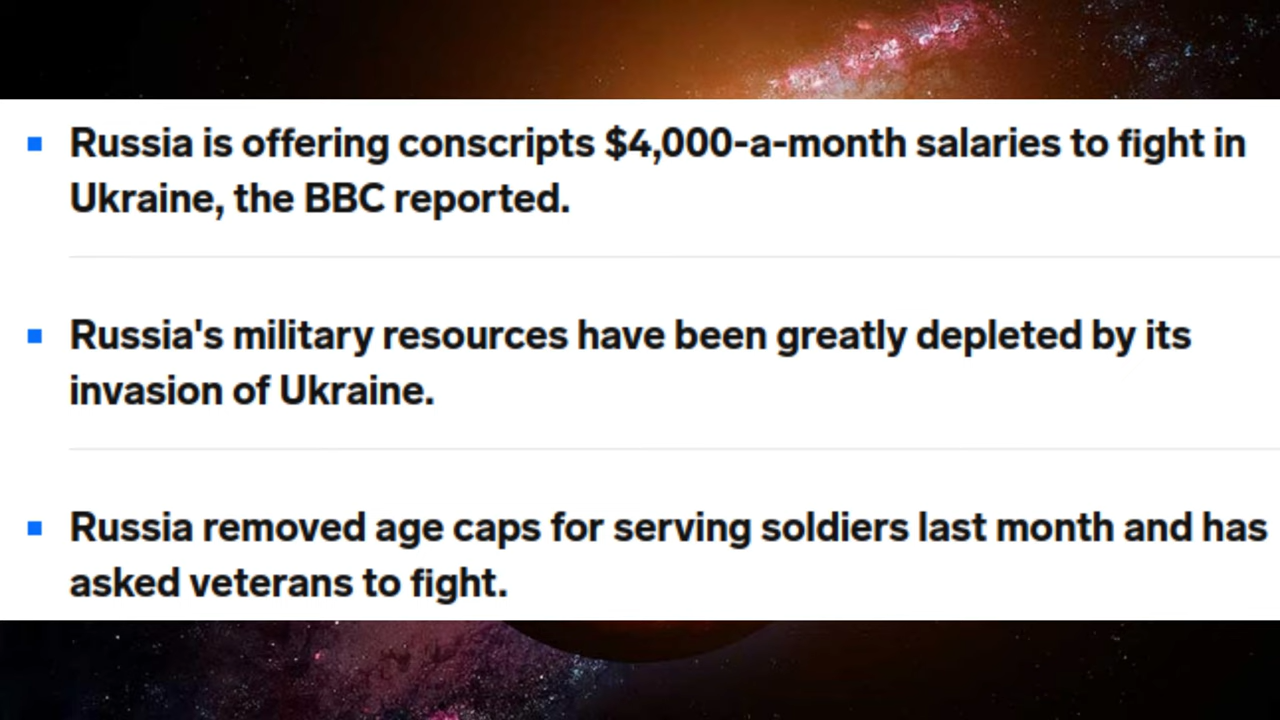 Russia is offering conscripts $4,000-a-month salaries to fight in
Ukraine, the BBC reported.
Russia's military resources have been greatly depleted by its
invasion of Ukraine.
Russia removed age caps for serving soldiers last month and has
asked veterans to fight.